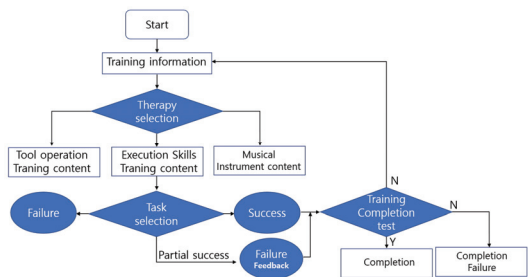 Start
Training information
Therapy
selection
Tool operation
Traning content
Execution Skills
Traning content
Musical
Instrument content
N
Failure
Task
selection
Success
Training
Completion
test
N
Partial success
Failure
Feedback
Y
Completion
Completion
Failure